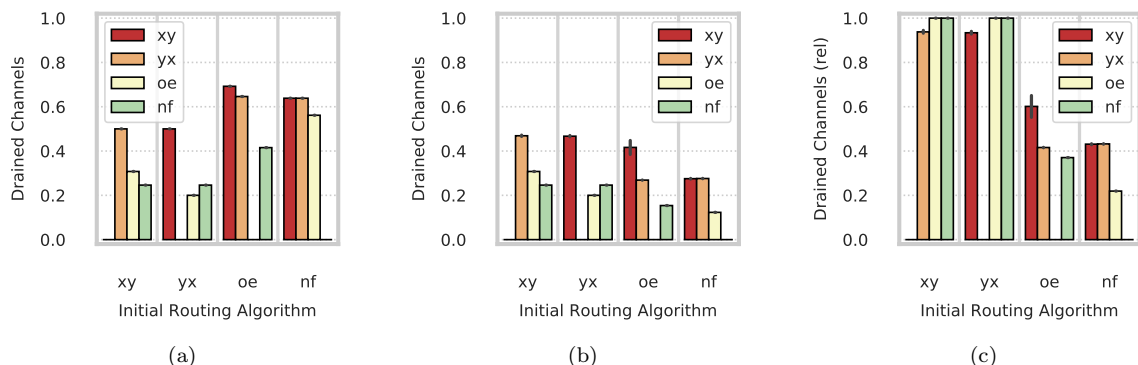 1.0
0.8
0.6
0.4
0.2
0.0
Drained Channels
xy
yx
oe
nf
xy yx oe nf
Initial Routing Algorithm
(a)
1.0
0.8
0.6
0.4
0.2
0.0
Drained Channels
xy
yx
oe
nf
xy yx oe nf
Initial Routing Algorithm
(b)
1.0
0.8
0.6
0.4
0.2
0.0
Drained Channels (rel)
xy
yx
oe
nf
xy yx oe nf
Initial Routing Algorithm
(c)